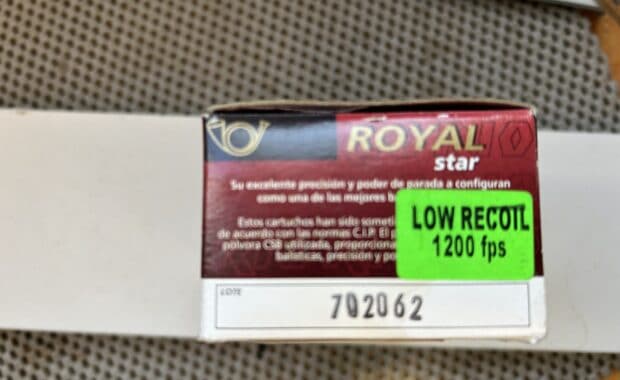 ROYAL
star
Su excelente precisión y poder de parada a configuran
como una de las mejores
Estos cartuchos han sido
de acuerdo con las normas C.I.P. El
pólvora CSB utilizada,
balísticas, precisión y
LOW RECOIL
1200 fps
LOTE
702062